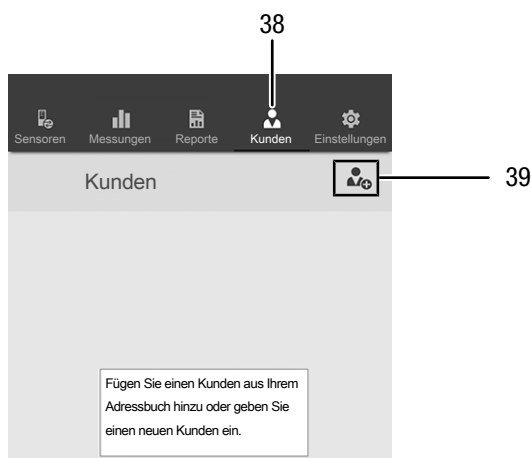 38
Sensoren Messungen Reporte Kunden Einstellungen
Kunden
39
Fügen Sie einen Kunden aus Ihrem
Adressbuch hinzu oder geben Sie
einen neuen Kunden ein.